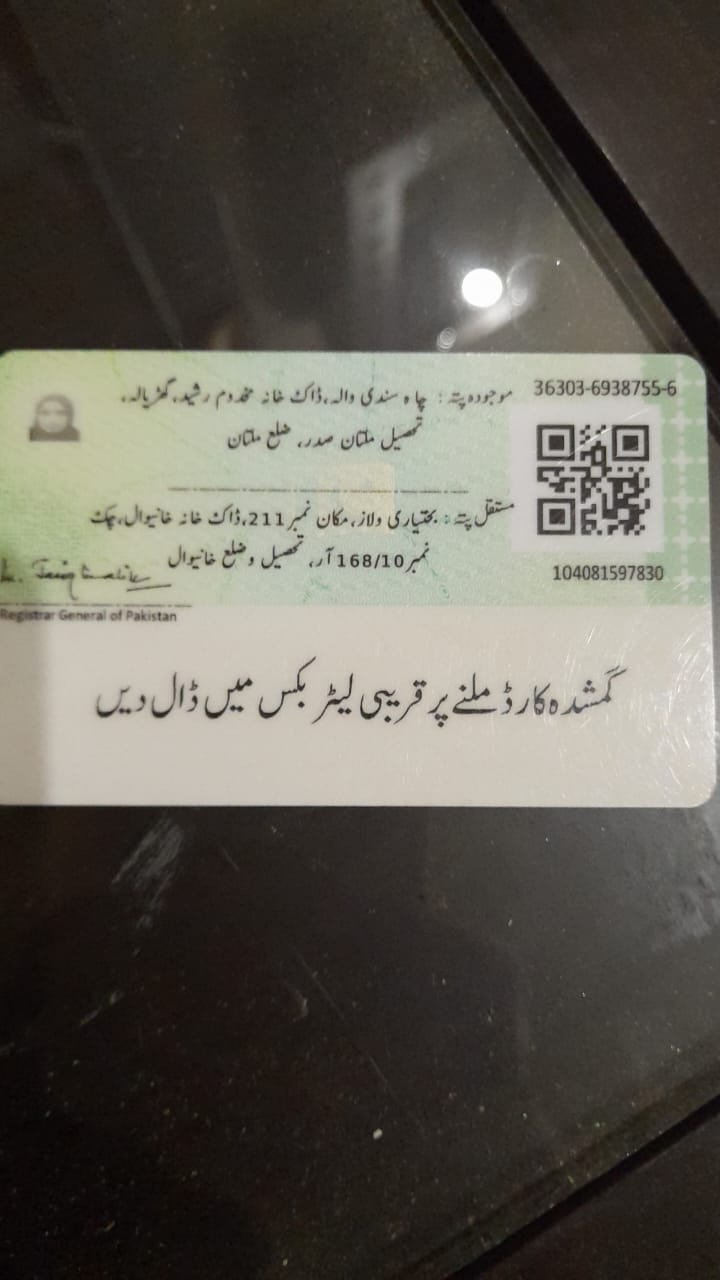 36303-6938755-6
موجودہ پتہ : چاہ سندی والہ، ڈاک خانہ مخدوم رشید، گھڑیالہ،
تحصیل ملتان صدر، ضلع ملتان
مستقل پتہ : بختیاری ولاز، مکان نمبر 211، ڈاک خانہ خانیوال، چک
نمبر 168/10 آر، تحصیل و ضلع خانیوال
104081597830
Registrar General of Pakistan
گمشدہ کارڈ ملنے پر قریبی لیٹر بکس میں ڈال دیں